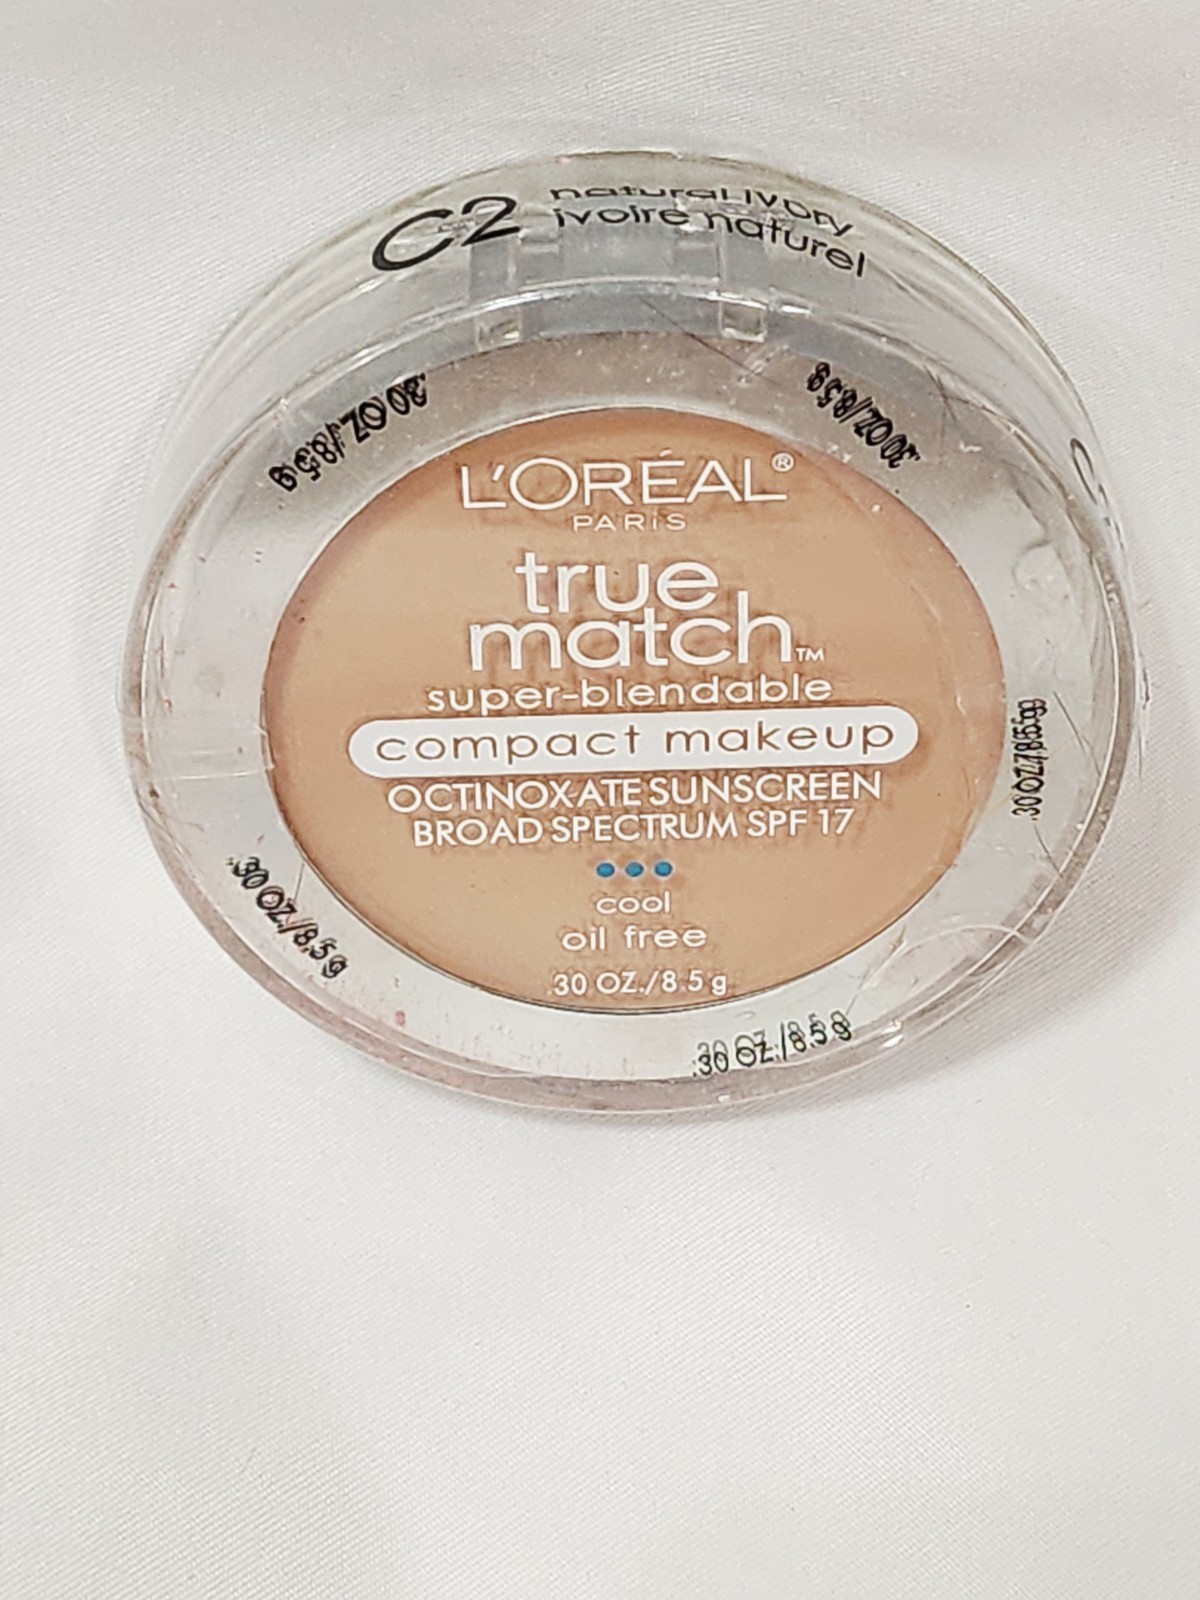 C2 natural ivory
ivoire naturel
.30 OZ./8.5 g
.30 OZ./8.5 g
L'ORÉAL®
PARIS
true
match™
super-blendable
compact makeup
OCTINOXATE SUNSCREEN
BROAD SPECTRUM SPF 17
cool
oil free
.30 OZ./8.5 g
.30 OZ./8.5 g
.30 OZ./8.5 g
.30 OZ./8.5 g